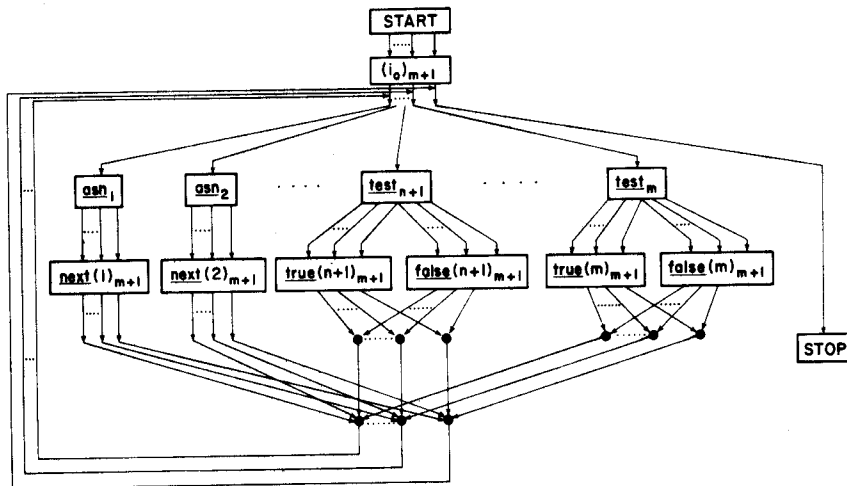 START
(i₀)ₘ₊₁
asn₁ asn₂ testₙ₊₁ testₘ
next(1)ₘ₊₁ next(2)ₘ₊₁ true(n+1)ₘ₊₁ false(n+1)ₘ₊₁ true(m)ₘ₊₁ false(m)ₘ₊₁
STOP